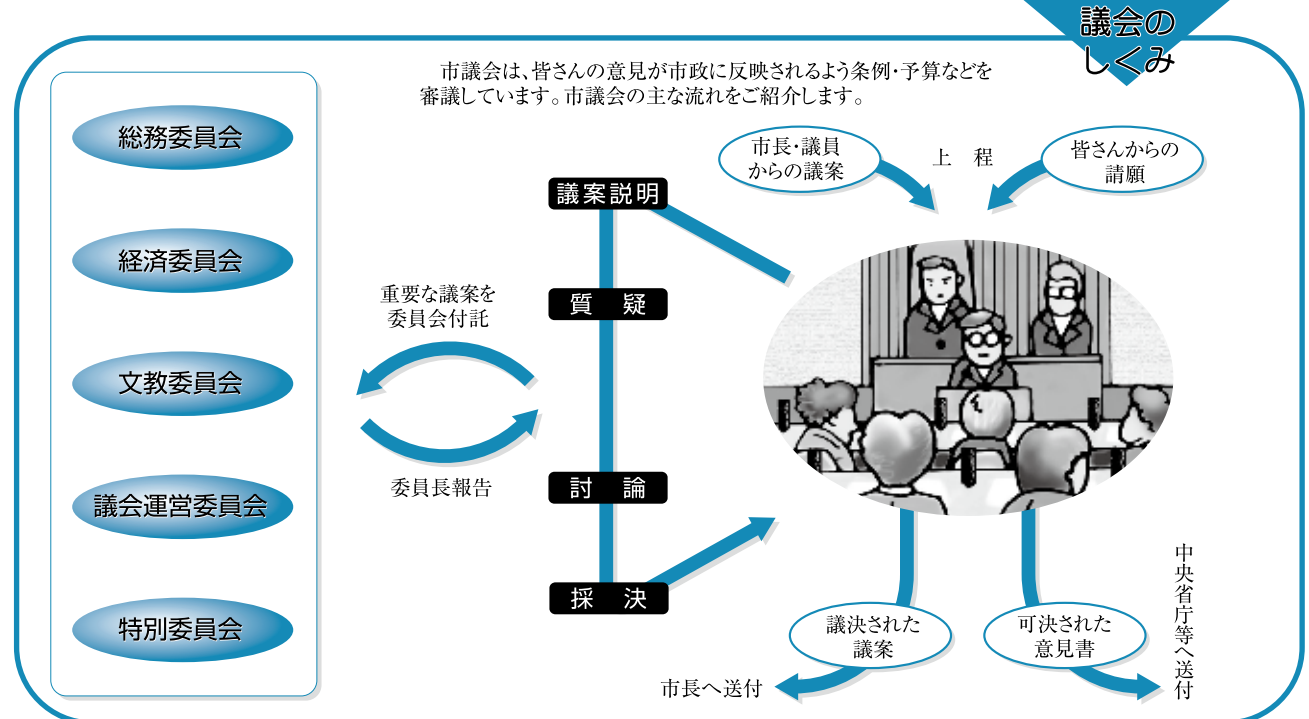 議会の
しくみ
市議会は、皆さんの意見が市政に反映されるよう条例・予算などを
審議しています。市議会の主な流れをご紹介します。
総務委員会
経済委員会
文教委員会
議会運営委員会
特別委員会
重要な議案を
委員会付託
委員長報告
議案説明
質　疑
討　論
採　決
市長・議員
からの議案
上　程
皆さんからの
請願
議決された
議案
市長へ送付
可決された
意見書
中央省庁等へ送付